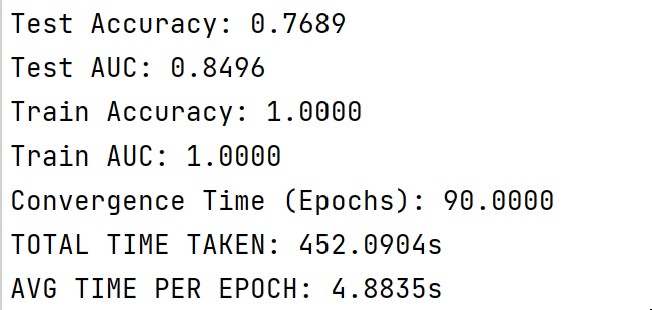 Test Accuracy: 0.7689
Test AUC: 0.8496
Train Accuracy: 1.0000
Train AUC: 1.0000
Convergence Time (Epochs): 90.0000
TOTAL TIME TAKEN: 452.0904s
AVG TIME PER EPOCH: 4.8835s